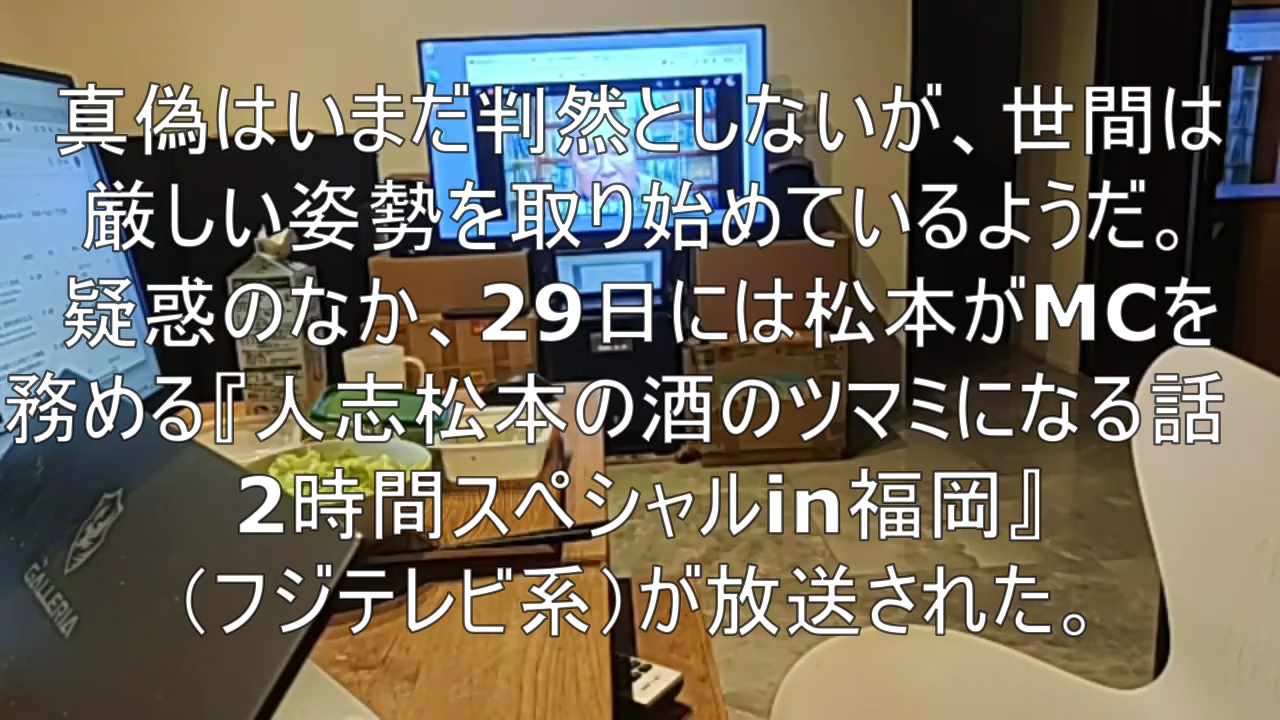 真偽はいまだ判然としないが、世間は
厳しい姿勢を取り始めているようだ。
疑惑のなか、29日には松本がMCを
務める『人志松本の酒のツマミになる話
2時間スペシャルin福岡』
（フジテレビ系）が放送された。
GALLERIA